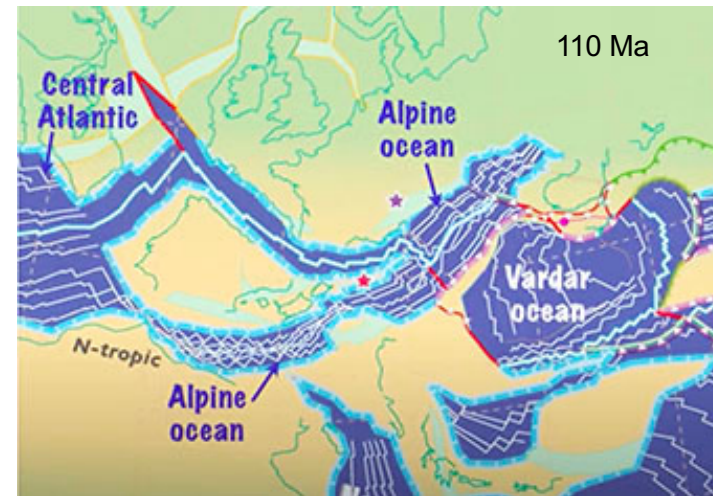 110 Ma
Central
Atlantic
Alpine
ocean
Vardar
ocean
N-tropic
Alpine
ocean